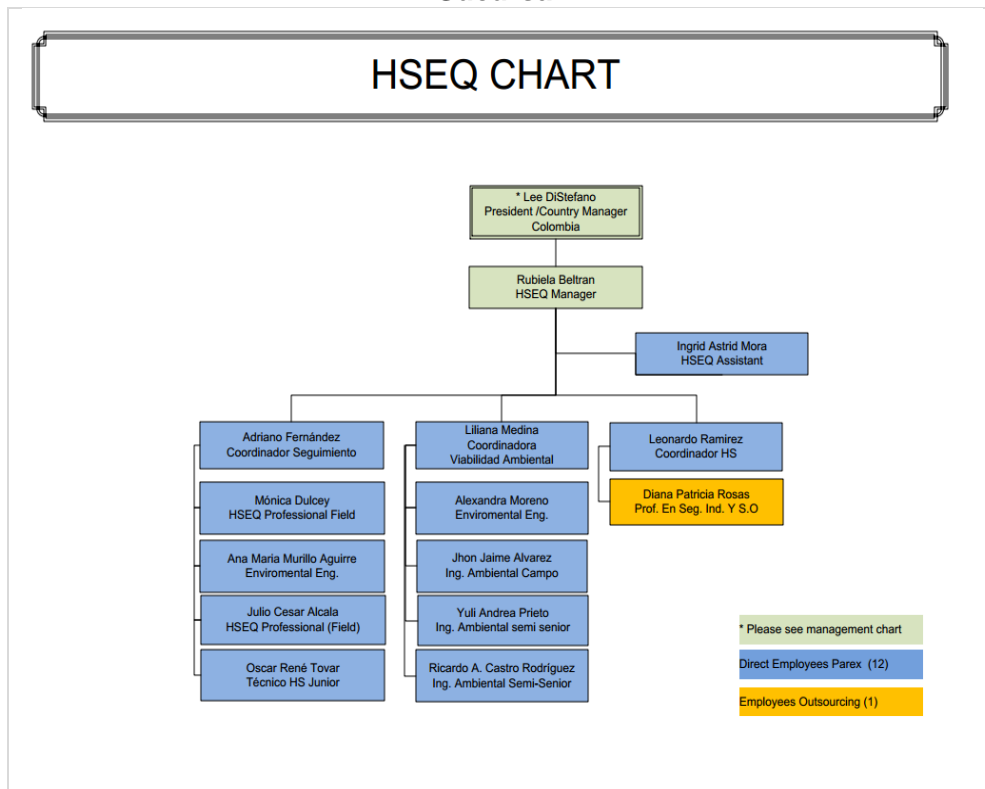 HSEQ CHART
* Lee DiStefano
President /Country Manager
Colombia
Rubiela Beltran
HSEQ Manager
Ingrid Astrid Mora
HSEQ Assistant
Adriano Fernández
Coordinador Seguimiento
Mónica Dulcey
HSEQ Professional Field
Ana Maria Murillo Aguirre
Enviromental Eng.
Julio Cesar Alcala
HSEQ Professional (Field)
Oscar René Tovar
Técnico HS Junior
Liliana Medina
Coordinadora
Viabilidad Ambiental
Alexandra Moreno
Enviromental Eng.
Jhon Jaime Alvarez
Ing. Ambiental Campo
Yuli Andrea Prieto
Ing. Ambiental semi senior
Ricardo A. Castro Rodríguez
Ing. Ambiental Semi-Senior
Leonardo Ramirez
Coordinador HS
Diana Patricia Rosas
Prof. En Seg. Ind. Y S.O
* Please see management chart
Direct Employees Parex (12)
Employees Outsourcing (1)